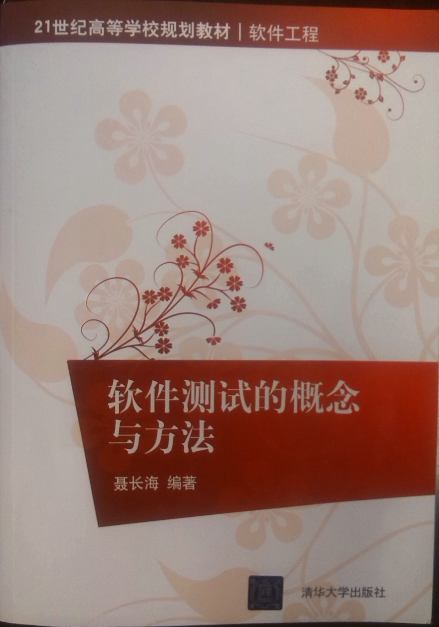 21世纪高等学校规划教材｜软件工程
软件测试的概念
与方法
聂长海 编著
清华大学出版社